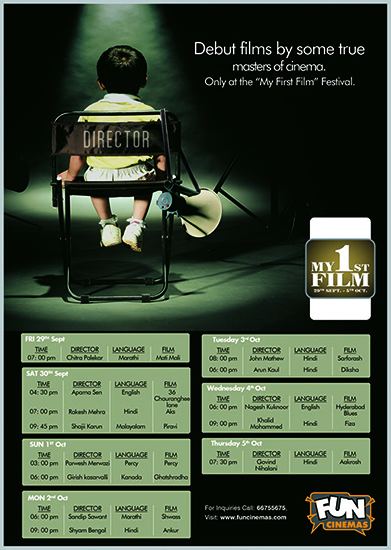 Debut films by some true
masters of cinema.
Only at the "My First Film" Festival.
DIRECTOR
MY 1ST
FILM
29TH SEPT. - 5TH OCT.
FRI 29th Sept
TIME DIRECTOR LANGUAGE FILM
07: 00 pm Chitra Palekar Marathi Mati Mali
SAT 30th Sept
TIME DIRECTOR LANGUAGE FILM
04: 30 pm Aparna Sen English 36 Chauranghee lane
07: 00 pm Rakesh Mehra Hindi Aks
09: 45 pm Shaji Karun Malayalam Piravi
SUN 1st Oct
TIME DIRECTOR LANGUAGE FILM
03: 00 pm Parwesh Merwazi Percy Percy
06: 00 pm Girish kasavalli Kanada Ghatshradha
MON 2nd Oct
TIME DIRECTOR LANGUAGE FILM
06: 00 pm Sandip Sawant Marathi Shwass
09: 00 pm Shyam Bengal Hindi Ankur
Tuesday 3rd Oct
TIME DIRECTOR LANGUAGE FILM
08: 00 pm John Mathew Hindi Sarfarosh
06: 00 pm Arun Kaul Hindi Diksha
Wednesday 4th Oct
TIME DIRECTOR LANGUAGE FILM
06: 00 pm Nagesh Kuknoor English Hyderabad Blues
09: 00 pm Khalid Mohammed Hindi Fiza
Thursday 5th Oct
TIME DIRECTOR LANGUAGE FILM
07: 30 pm Govind Nihalani Hindi Aakrosh
For Inquiries Call: 66755675.
Visit: www.funcinemas.com
FUN
CINEMAS